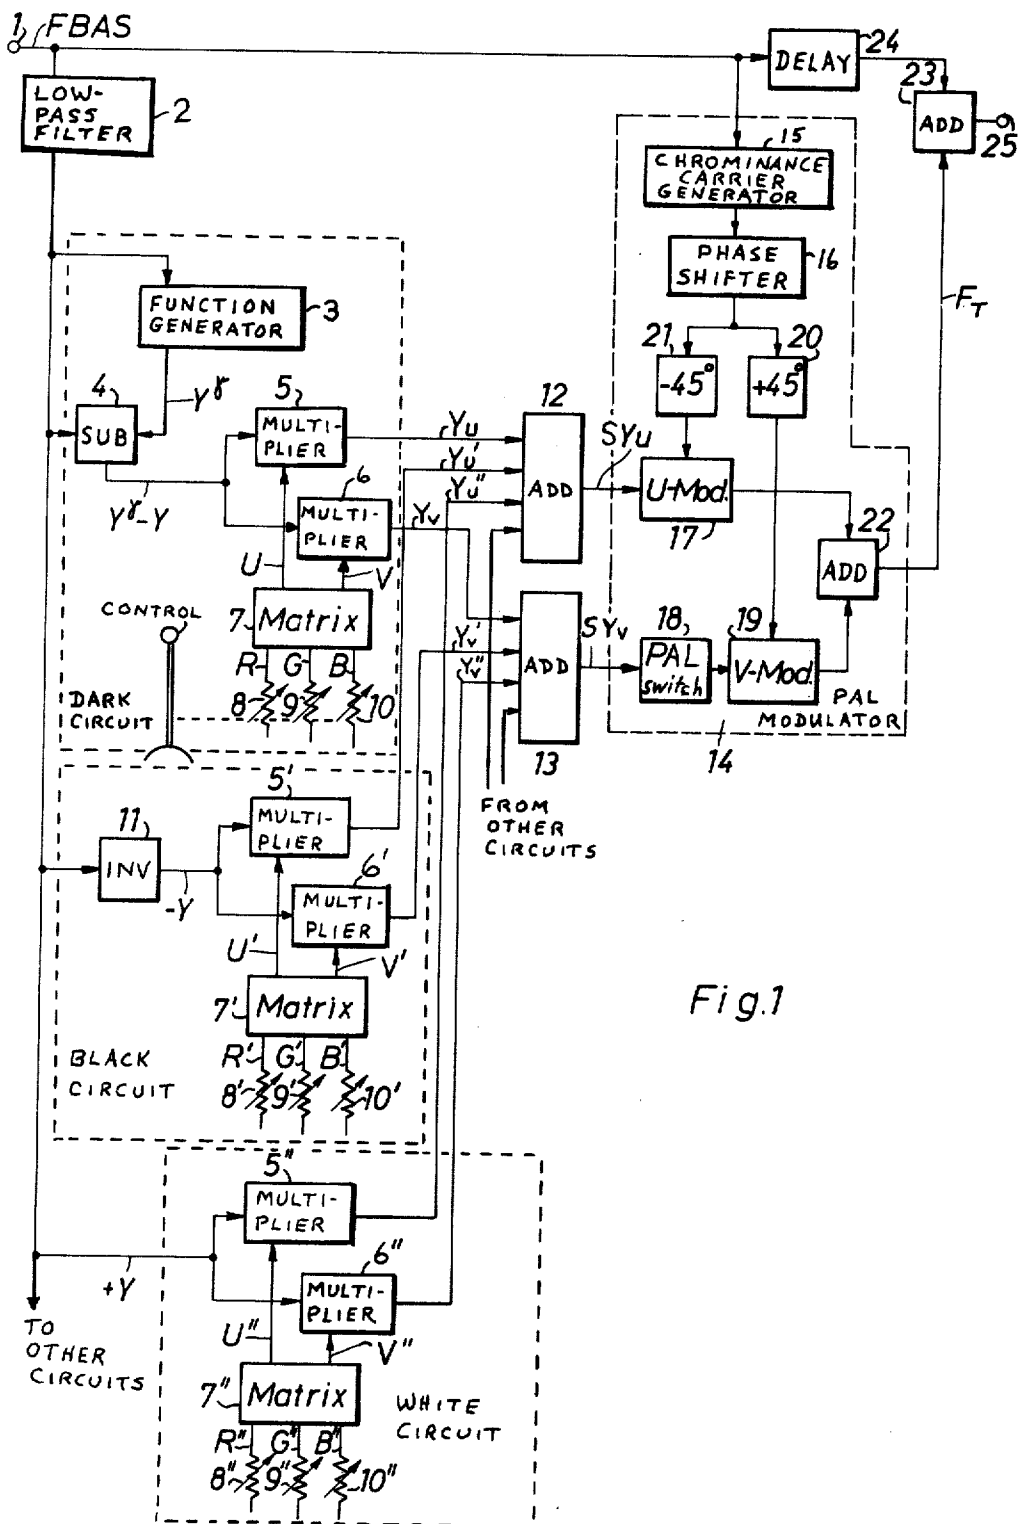 1 FBAS
LOW-
PASS
FILTER
2
DELAY
24
23
ADD
25
15
CHROMINANCE
CARRIER
GENERATOR
PHASE
SHIFTER
16
FUNCTION
GENERATOR
3
Yγ
4
SUB
Yγ-Y
5
MULTI-
PLIER
6
MULTI-
PLIER
U
V
7 Matrix
R G B
8 9 10
CONTROL
DARK
CIRCUIT
YU
YU'
YU"
YV
YV'
YV"
12
ADD
SYU
ADD
13
SYV
21
-45°
20
+45°
U-Mod.
17
18
PAL
switch
19
V-Mod.
22
ADD
FT
PAL
MODULATOR
14
FROM
OTHER
CIRCUITS
11
INV
-Y
5'
MULTI-
PLIER
6'
MULTI-
PLIER
U'
V'
7' Matrix
R' G' B'
8' 9' 10'
BLACK
CIRCUIT
Fig.1
5"
MULTI-
PLIER
6"
MULTI-
PLIER
+Y
TO
OTHER
CIRCUITS
U"
V"
7" Matrix
R" G" B"
8" 9" 10"
WHITE
CIRCUIT